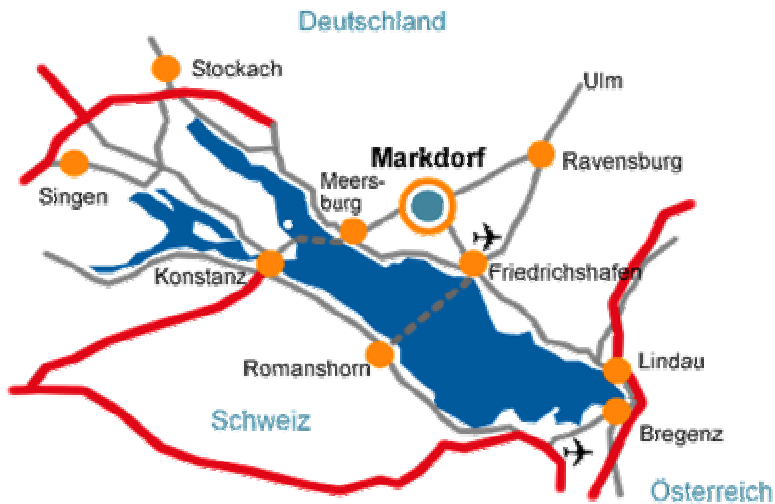 Deutschland
Stockach
Ulm
Markdorf
Ravensburg
Singen
Meers-
burg
Konstanz
Friedrichshafen
Romanshorn
Lindau
Schweiz
Bregenz
Österreich